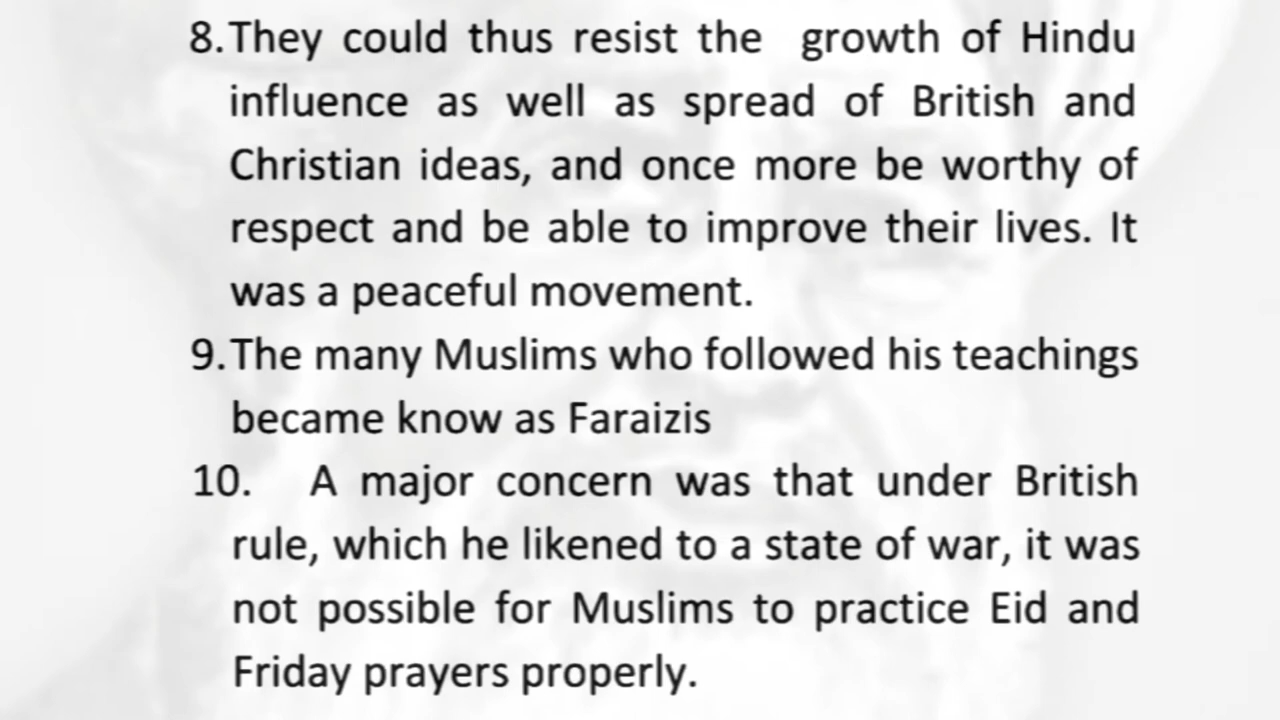 8. They could thus resist the growth of Hindu
influence as well as spread of British and
Christian ideas, and once more be worthy of
respect and be able to improve their lives. It
was a peaceful movement.
9. The many Muslims who followed his teachings
became know as Faraizis
10. A major concern was that under British
rule, which he likened to a state of war, it was
not possible for Muslims to practice Eid and
Friday prayers properly.